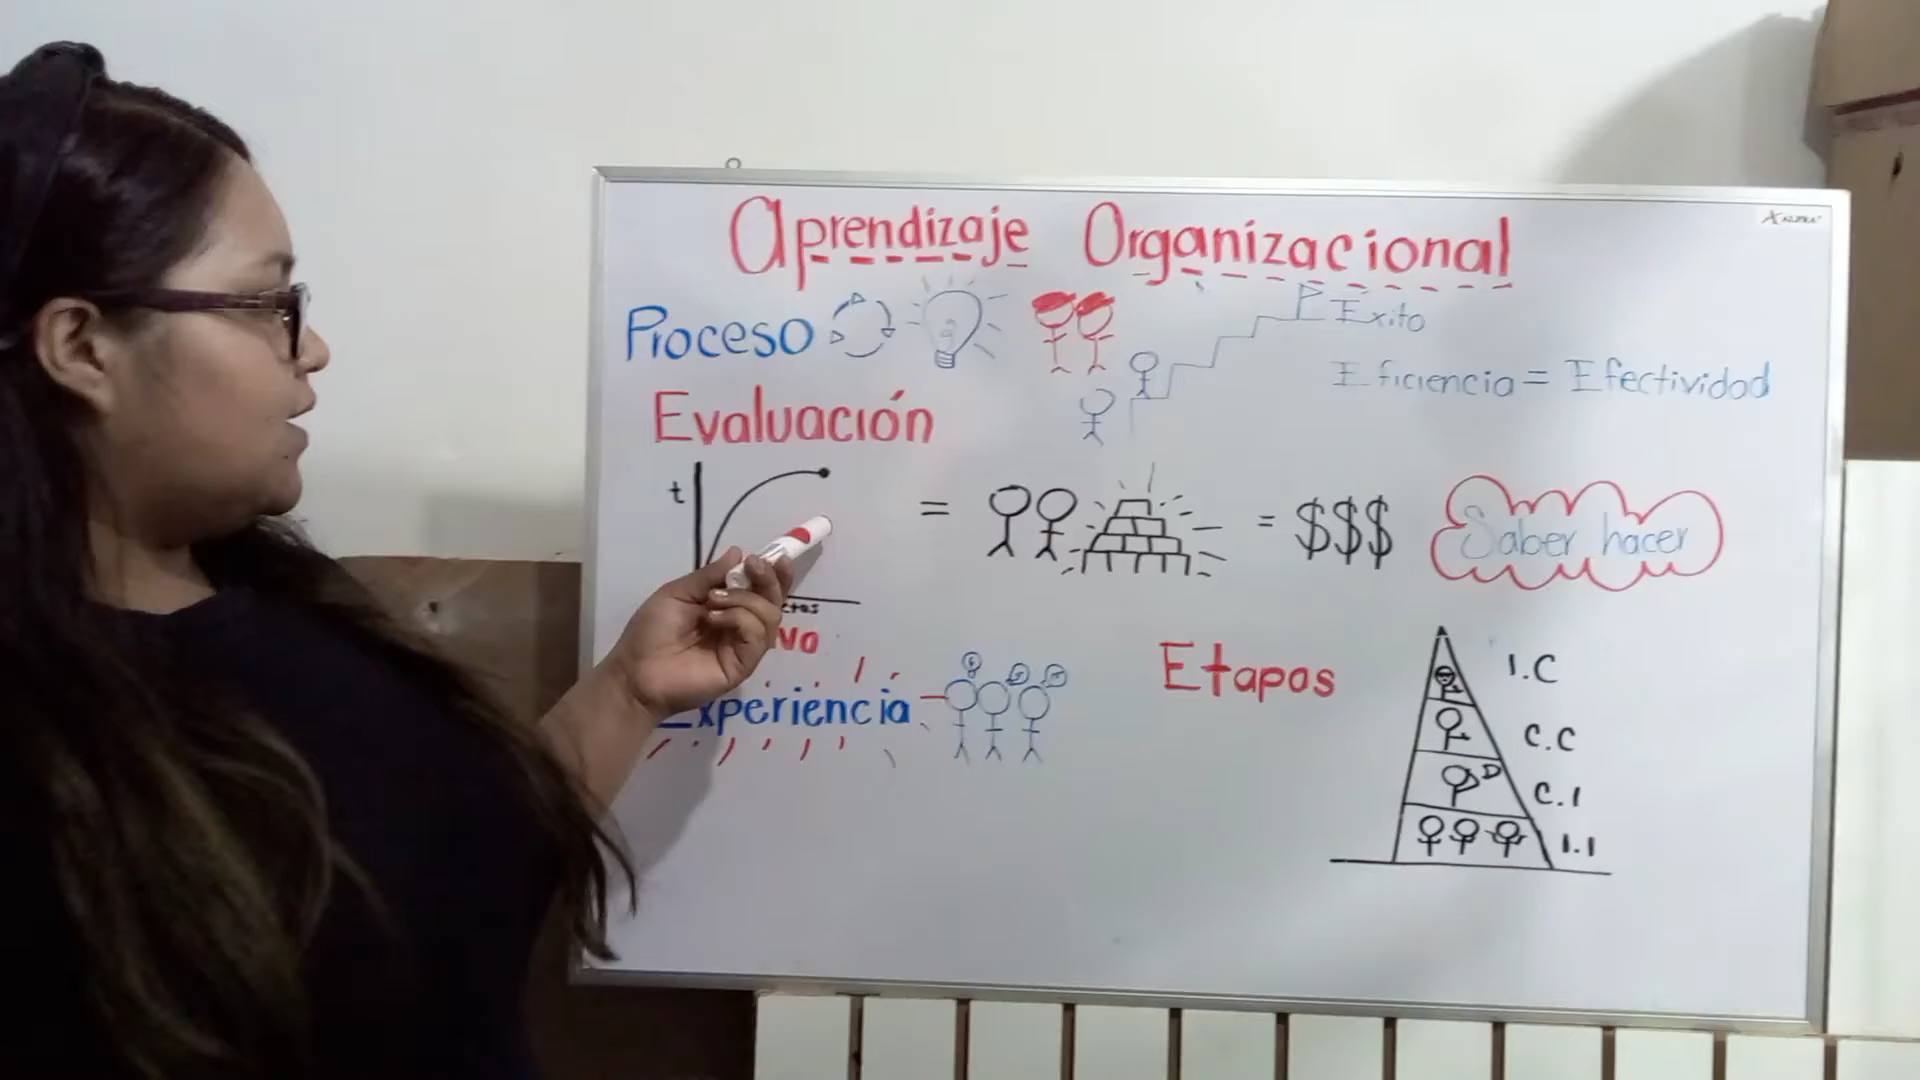 Aprendizaje Organizacional
Proceso
Éxito
Eficiencia = Efectividad
Evaluación
t
= = $$$
Saber hacer
Experiencia
Etapas
I.C
C.C
D
C.I
I.I